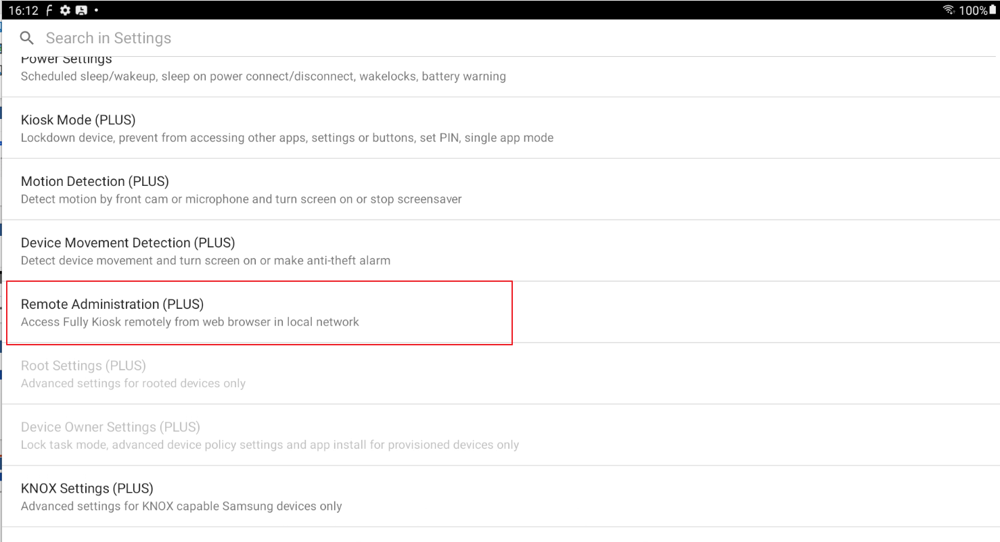 16:12
100%
Search in Settings
Power Settings
Scheduled sleep/wakeup, sleep on power connect/disconnect, wakelocks, battery warning
Kiosk Mode (PLUS)
Lockdown device, prevent from accessing other apps, settings or buttons, set PIN, single app mode
Motion Detection (PLUS)
Detect motion by front cam or microphone and turn screen on or stop screensaver
Device Movement Detection (PLUS)
Detect device movement and turn screen on or make anti-theft alarm
Remote Administration (PLUS)
Access Fully Kiosk remotely from web browser in local network
Root Settings (PLUS)
Advanced settings for rooted devices only
Device Owner Settings (PLUS)
Lock task mode, advanced device policy settings and app install for provisioned devices only
KNOX Settings (PLUS)
Advanced settings for KNOX capable Samsung devices only